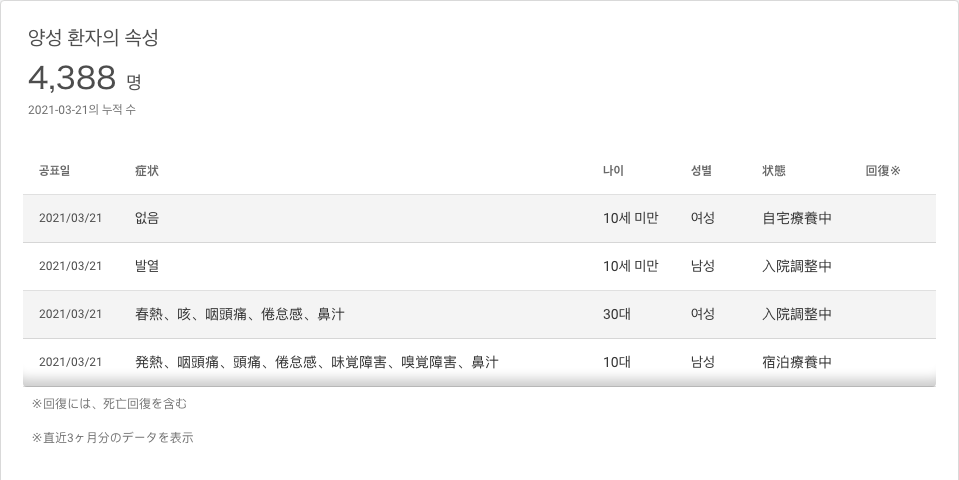 양성 환자의 속성
4,388 명
2021-03-21의 누적 수
공표일 症状 나이 성별 状態 回復※
2021/03/21 없음 10세 미만 여성 自宅療養中
2021/03/21 발열 10세 미만 남성 入院調整中
2021/03/21 春熱、咳、咽頭痛、倦怠感、鼻汁 30대 여성 入院調整中
2021/03/21 発熱、咽頭痛、頭痛、倦怠感、味覚障害、嗅覚障害、鼻汁 10대 남성 宿泊療養中
※回復には、死亡回復を含む
※直近3ヶ月分のデータを表示